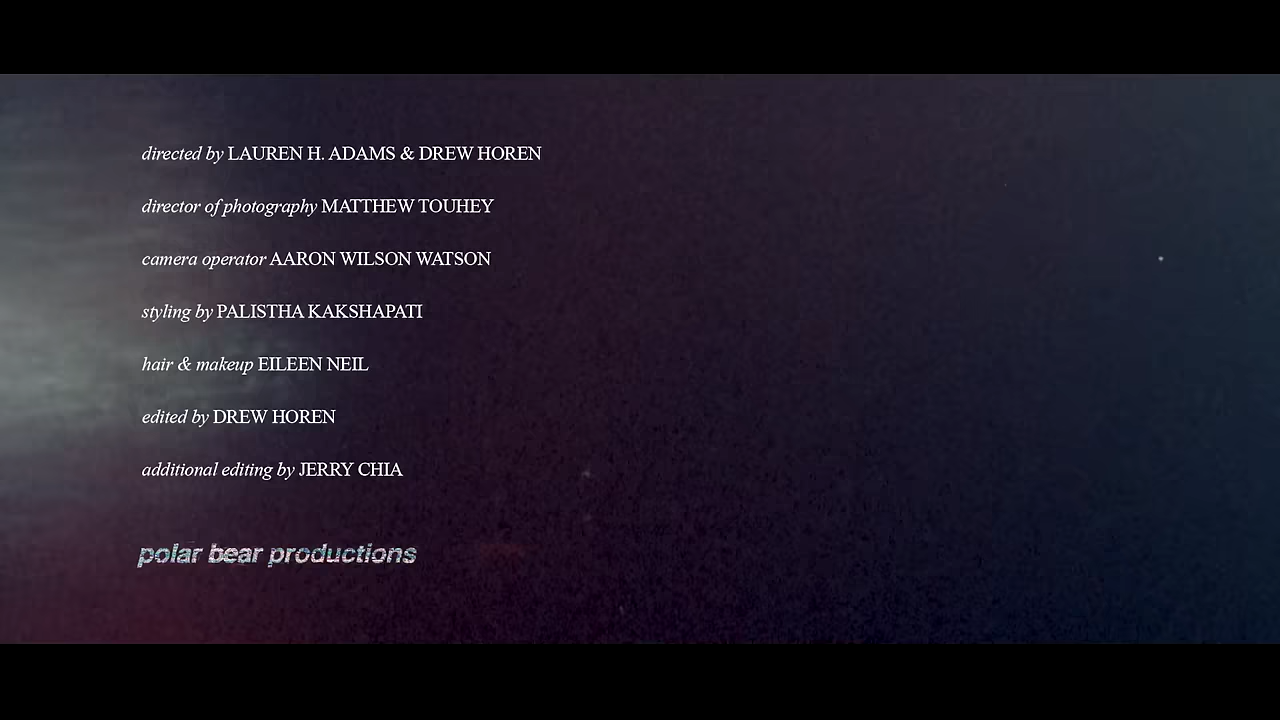 directed by LAUREN H. ADAMS & DREW HOREN
director of photography MATTHEW TOUHEY
camera operator AARON WILSON WATSON
styling by PALISTHA KAKSHAPATI
hair & makeup EILEEN NEIL
edited by DREW HOREN
additional editing by JERRY CHIA
polar bear productions